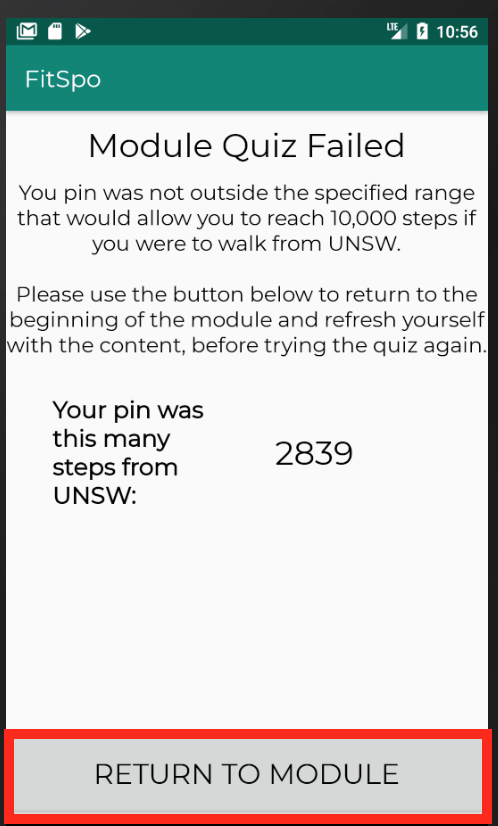 LTE 10:56
FitSpo
Module Quiz Failed
You pin was not outside the specified range
that would allow you to reach 10,000 steps if
you were to walk from UNSW.
Please use the button below to return to the
beginning of the module and refresh yourself
with the content, before trying the quiz again.
Your pin was
this many
steps from
UNSW:
2839
RETURN TO MODULE